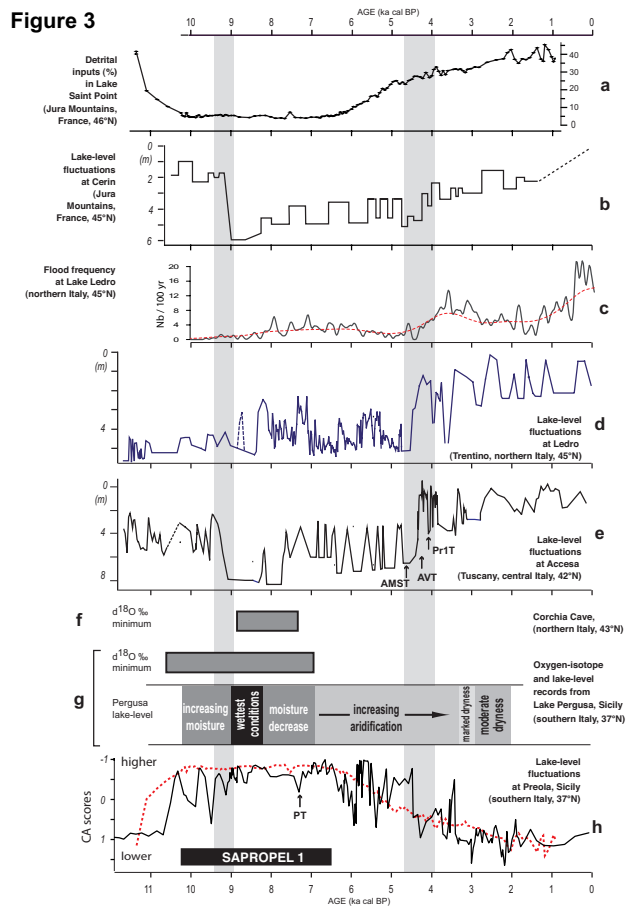 Figure 3
AGE (ka cal BP)
10 9 8 7 6 5 4 3 2 1 0
Detrital
inputs (%)
in Lake
Saint Point
(Jura Mountains,
France, 46°N)
40
30
20
10
5
0
a
Lake-level
fluctuations
at Cerin
(Jura
Mountains,
France, 45°N)
0
(m)
2
4
6
b
Flood frequency
at Lake Ledro
(northern Italy, 45°N)
Nb / 100 yr
20
16
12
8
4
0
c
0
(m)
4
d
Lake-level
fluctuations
at Ledro
(Trentino, northern Italy, 45°N)
0
(m)
4
8
e
Pr1T
AMST
AVT
Lake-level
fluctuations
at Accesa
(Tuscany, central Italy, 42°N)
f
d18O ‰
minimum
Corchia Cave,
(northern Italy, 43°N)
g
d18O ‰
minimum
Oxygen-isotope
and lake-level
records from
Lake Pergusa, Sicily
(southern Italy, 37°N)
Pergusa
lake-level
increasing
moisture
wettest
conditions
moisture
decrease
increasing
aridification
marked dryness
moderate
dryness
CA scores
-1
0
1
higher
lower
PT
Lake-level
fluctuations
at Preola, Sicily
(southern Italy, 37°N)
h
SAPROPEL 1
11 10 9 8 7 6 5 4 3 2 1 0
AGE (ka cal BP)